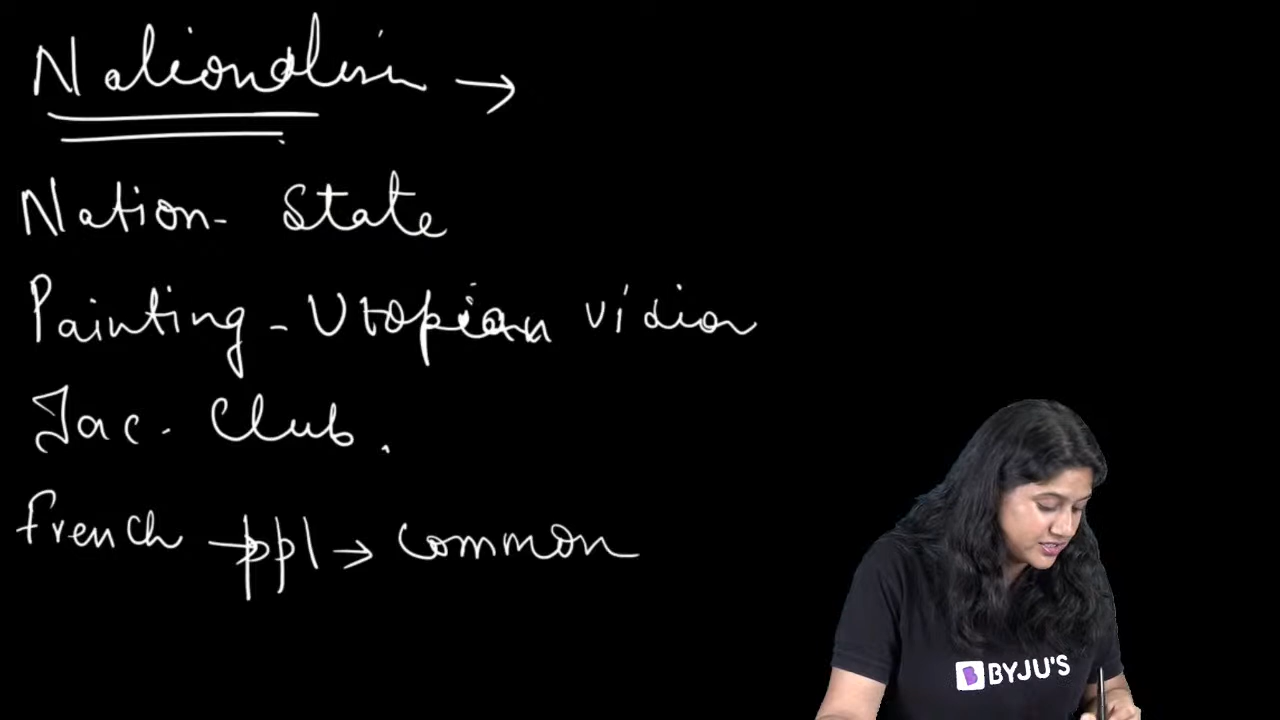 Nationalism →
Nation - State
Painting - Utopian vision
Jac. Club.
French → ppl → common
BYJU'S